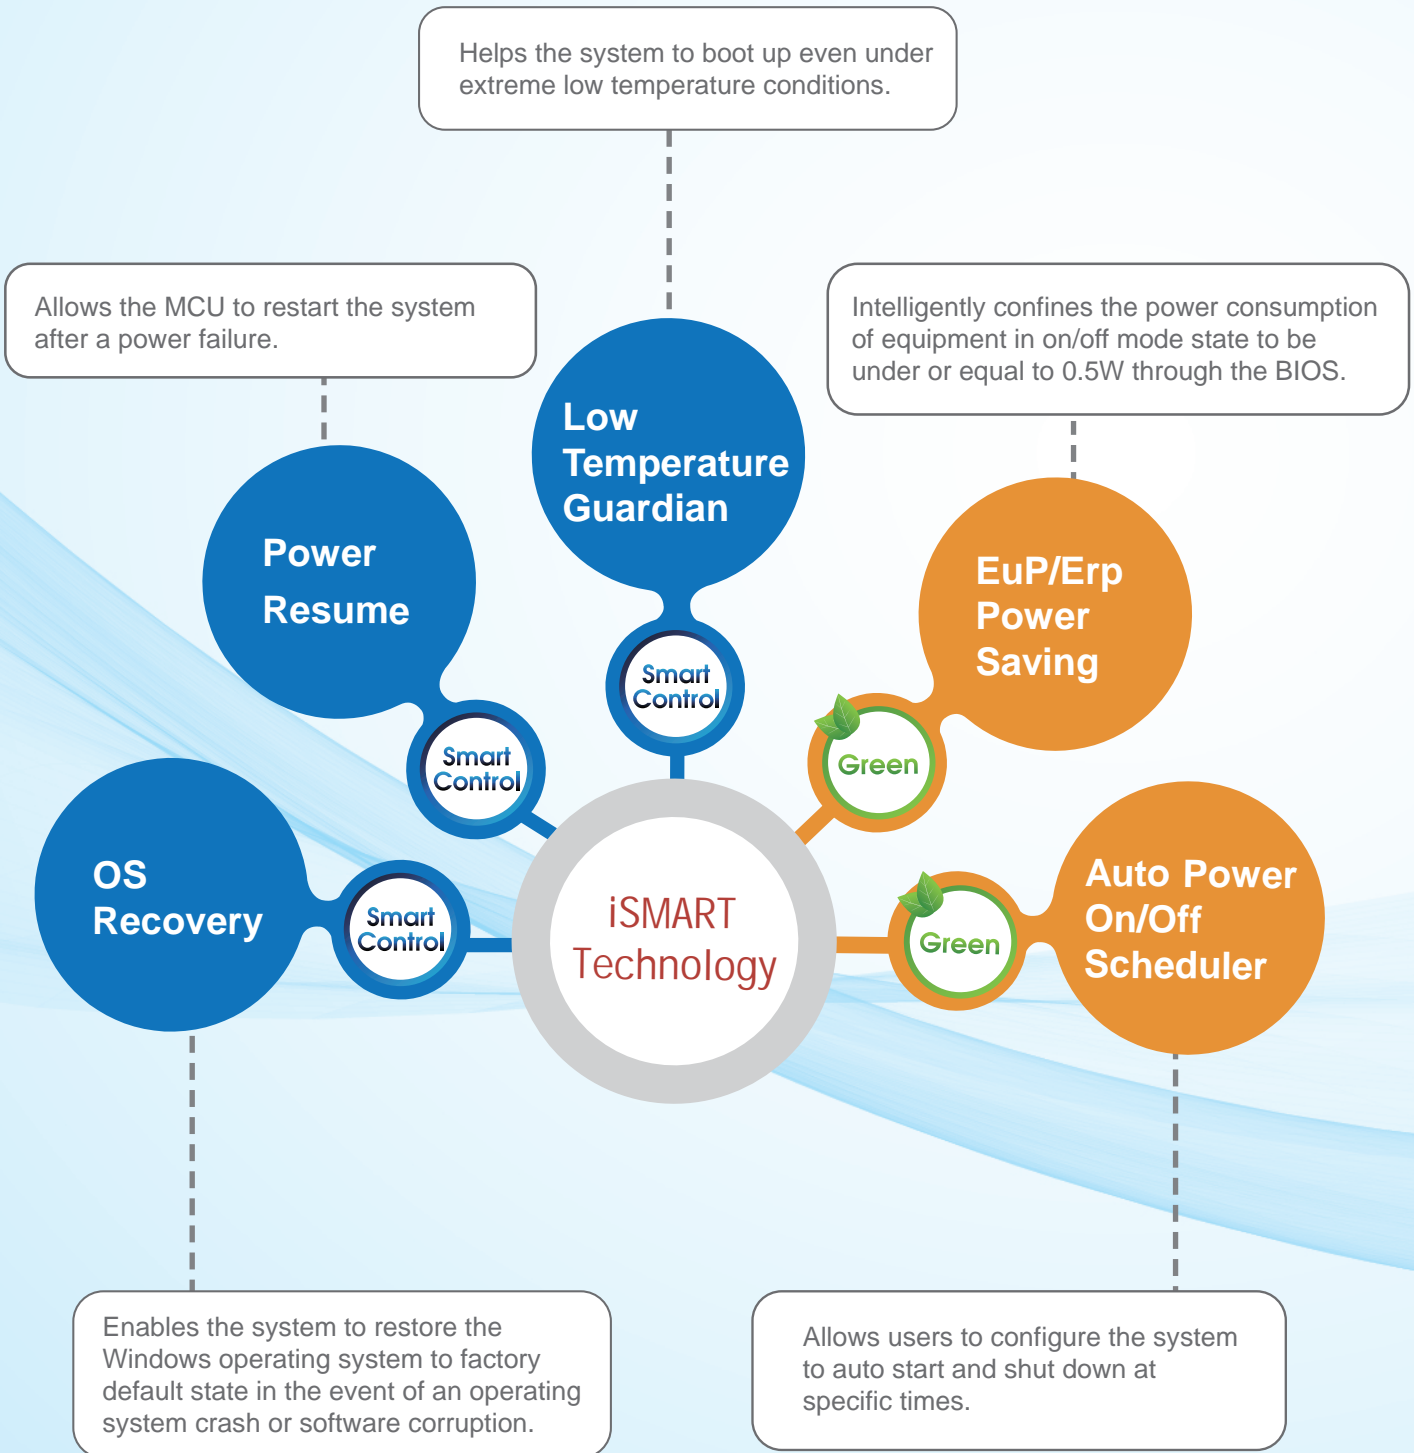 Helps the system to boot up even under
extreme low temperature conditions.
Allows the MCU to restart the system
after a power failure.
Intelligently confines the power consumption
of equipment in on/off mode state to be
under or equal to 0.5W through the BIOS.
Low
Temperature
Guardian
Power
Resume
EuP/Erp
Power
Saving
Smart
Control
Smart
Control
Green
OS
Recovery
Smart
Control
iSMART
Technology
Green
Auto Power
On/Off
Scheduler
Enables the system to restore the
Windows operating system to factory
default state in the event of an operating
system crash or software corruption.
Allows users to configure the system
to auto start and shut down at
specific times.